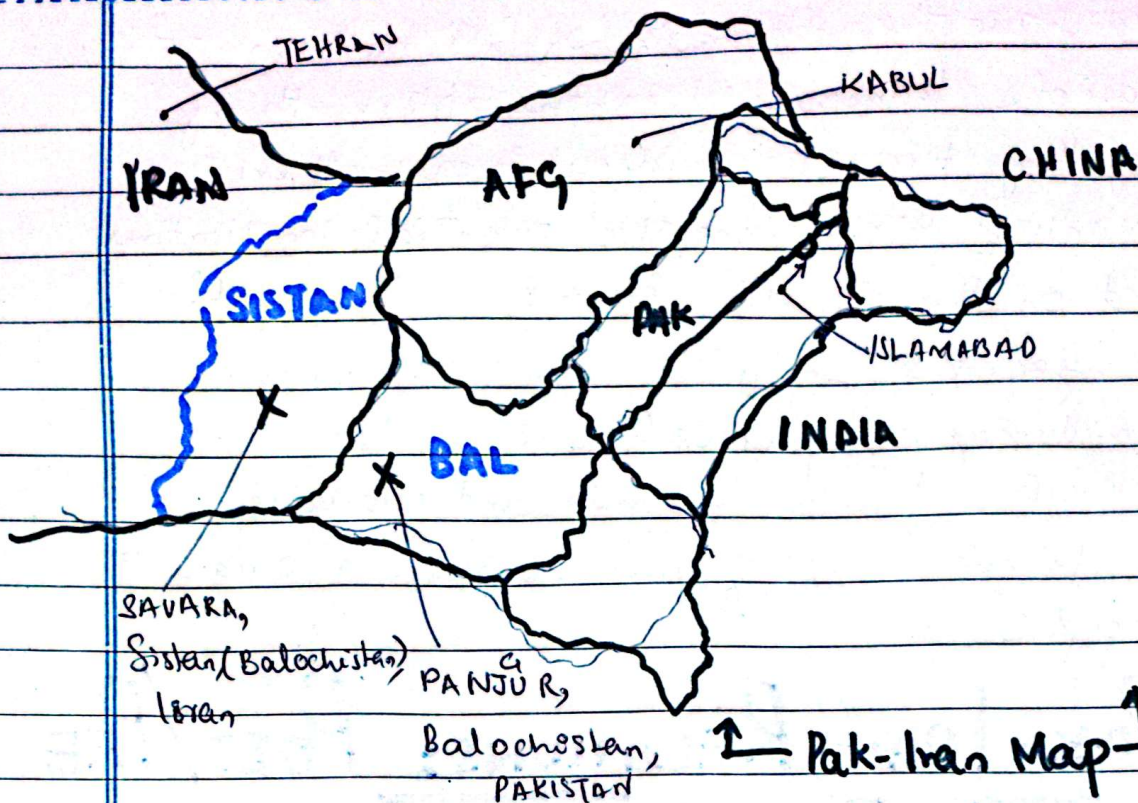 TEHRAN
KABUL
IRAN
AFG
CHINA
SISTAN
PAK
ISLAMABAD
INDIA
BAL
SAVARA,
Sistan (Balochistan)
Iran
PANJGUR,
Balochistan,
PAKISTAN
Pak-Iran Map